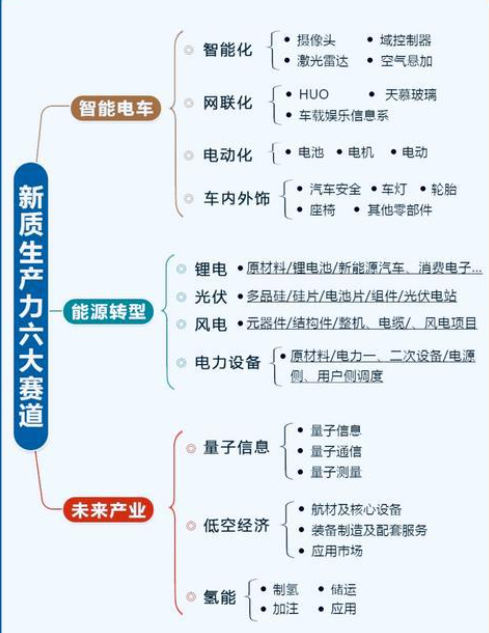 新质生产力六大赛道
智能电车
智能化
摄像头
域控制器
激光雷达
空气悬加
网联化
HUO
天慕玻璃
车载娱乐信息系
电动化
电池
电机
电动
车内外饰
汽车安全
车灯
轮胎
座椅
其他零部件
能源转型
锂电
原材料/锂电池/新能源汽车、消费电子...
光伏
多品硅/硅片/电池片/组件/光伏电站
风电
元器件/结构件/整机、电缆/、风电项目
电力设备
原材料/电力一、二次设备/电源
侧、用户侧调度
未来产业
量子信息
量子信息
量子通信
量子测量
低空经济
航材及核心设备
装备制造及配套服务
应用市场
氢能
制氢
储运
加注
应用